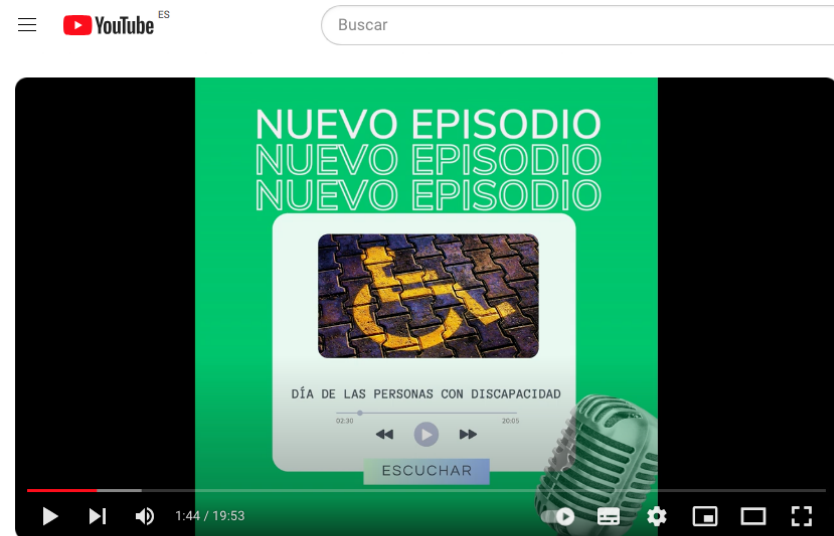 YouTube ES
Buscar
NUEVO EPISODIO
NUEVO EPISODIO
NUEVO EPISODIO
DÍA DE LAS PERSONAS CON DISCAPACIDAD
02:30 20:05
ESCUCHAR
1:44 / 19:53